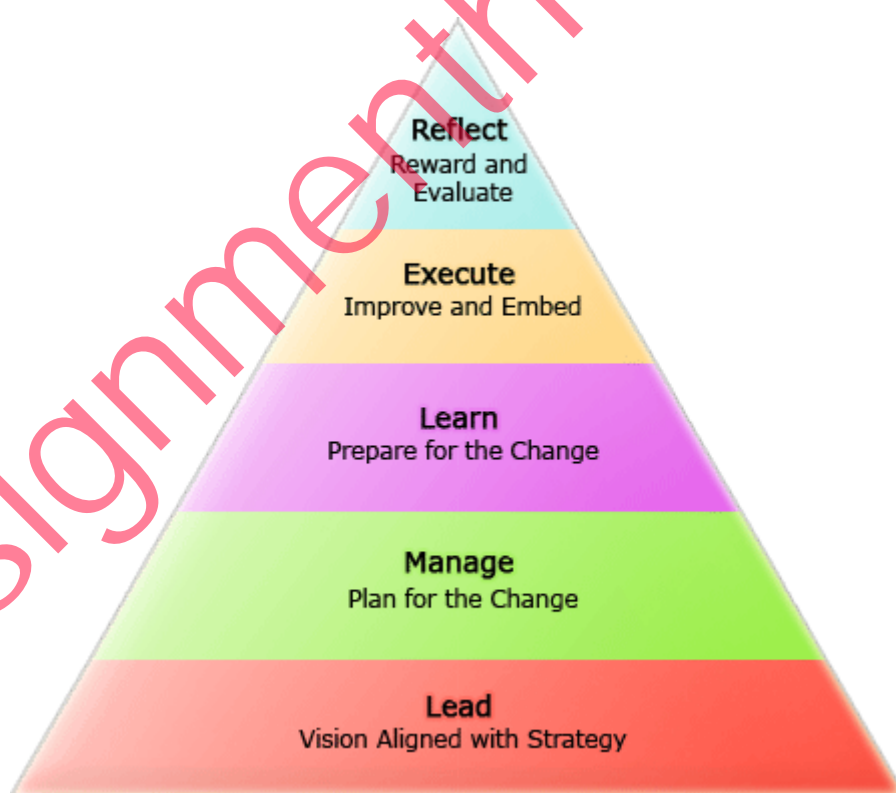 Reflect
Reward and
Evaluate
Execute
Improve and Embed
Learn
Prepare for the Change
Manage
Plan for the Change
Lead
Vision Aligned with Strategy